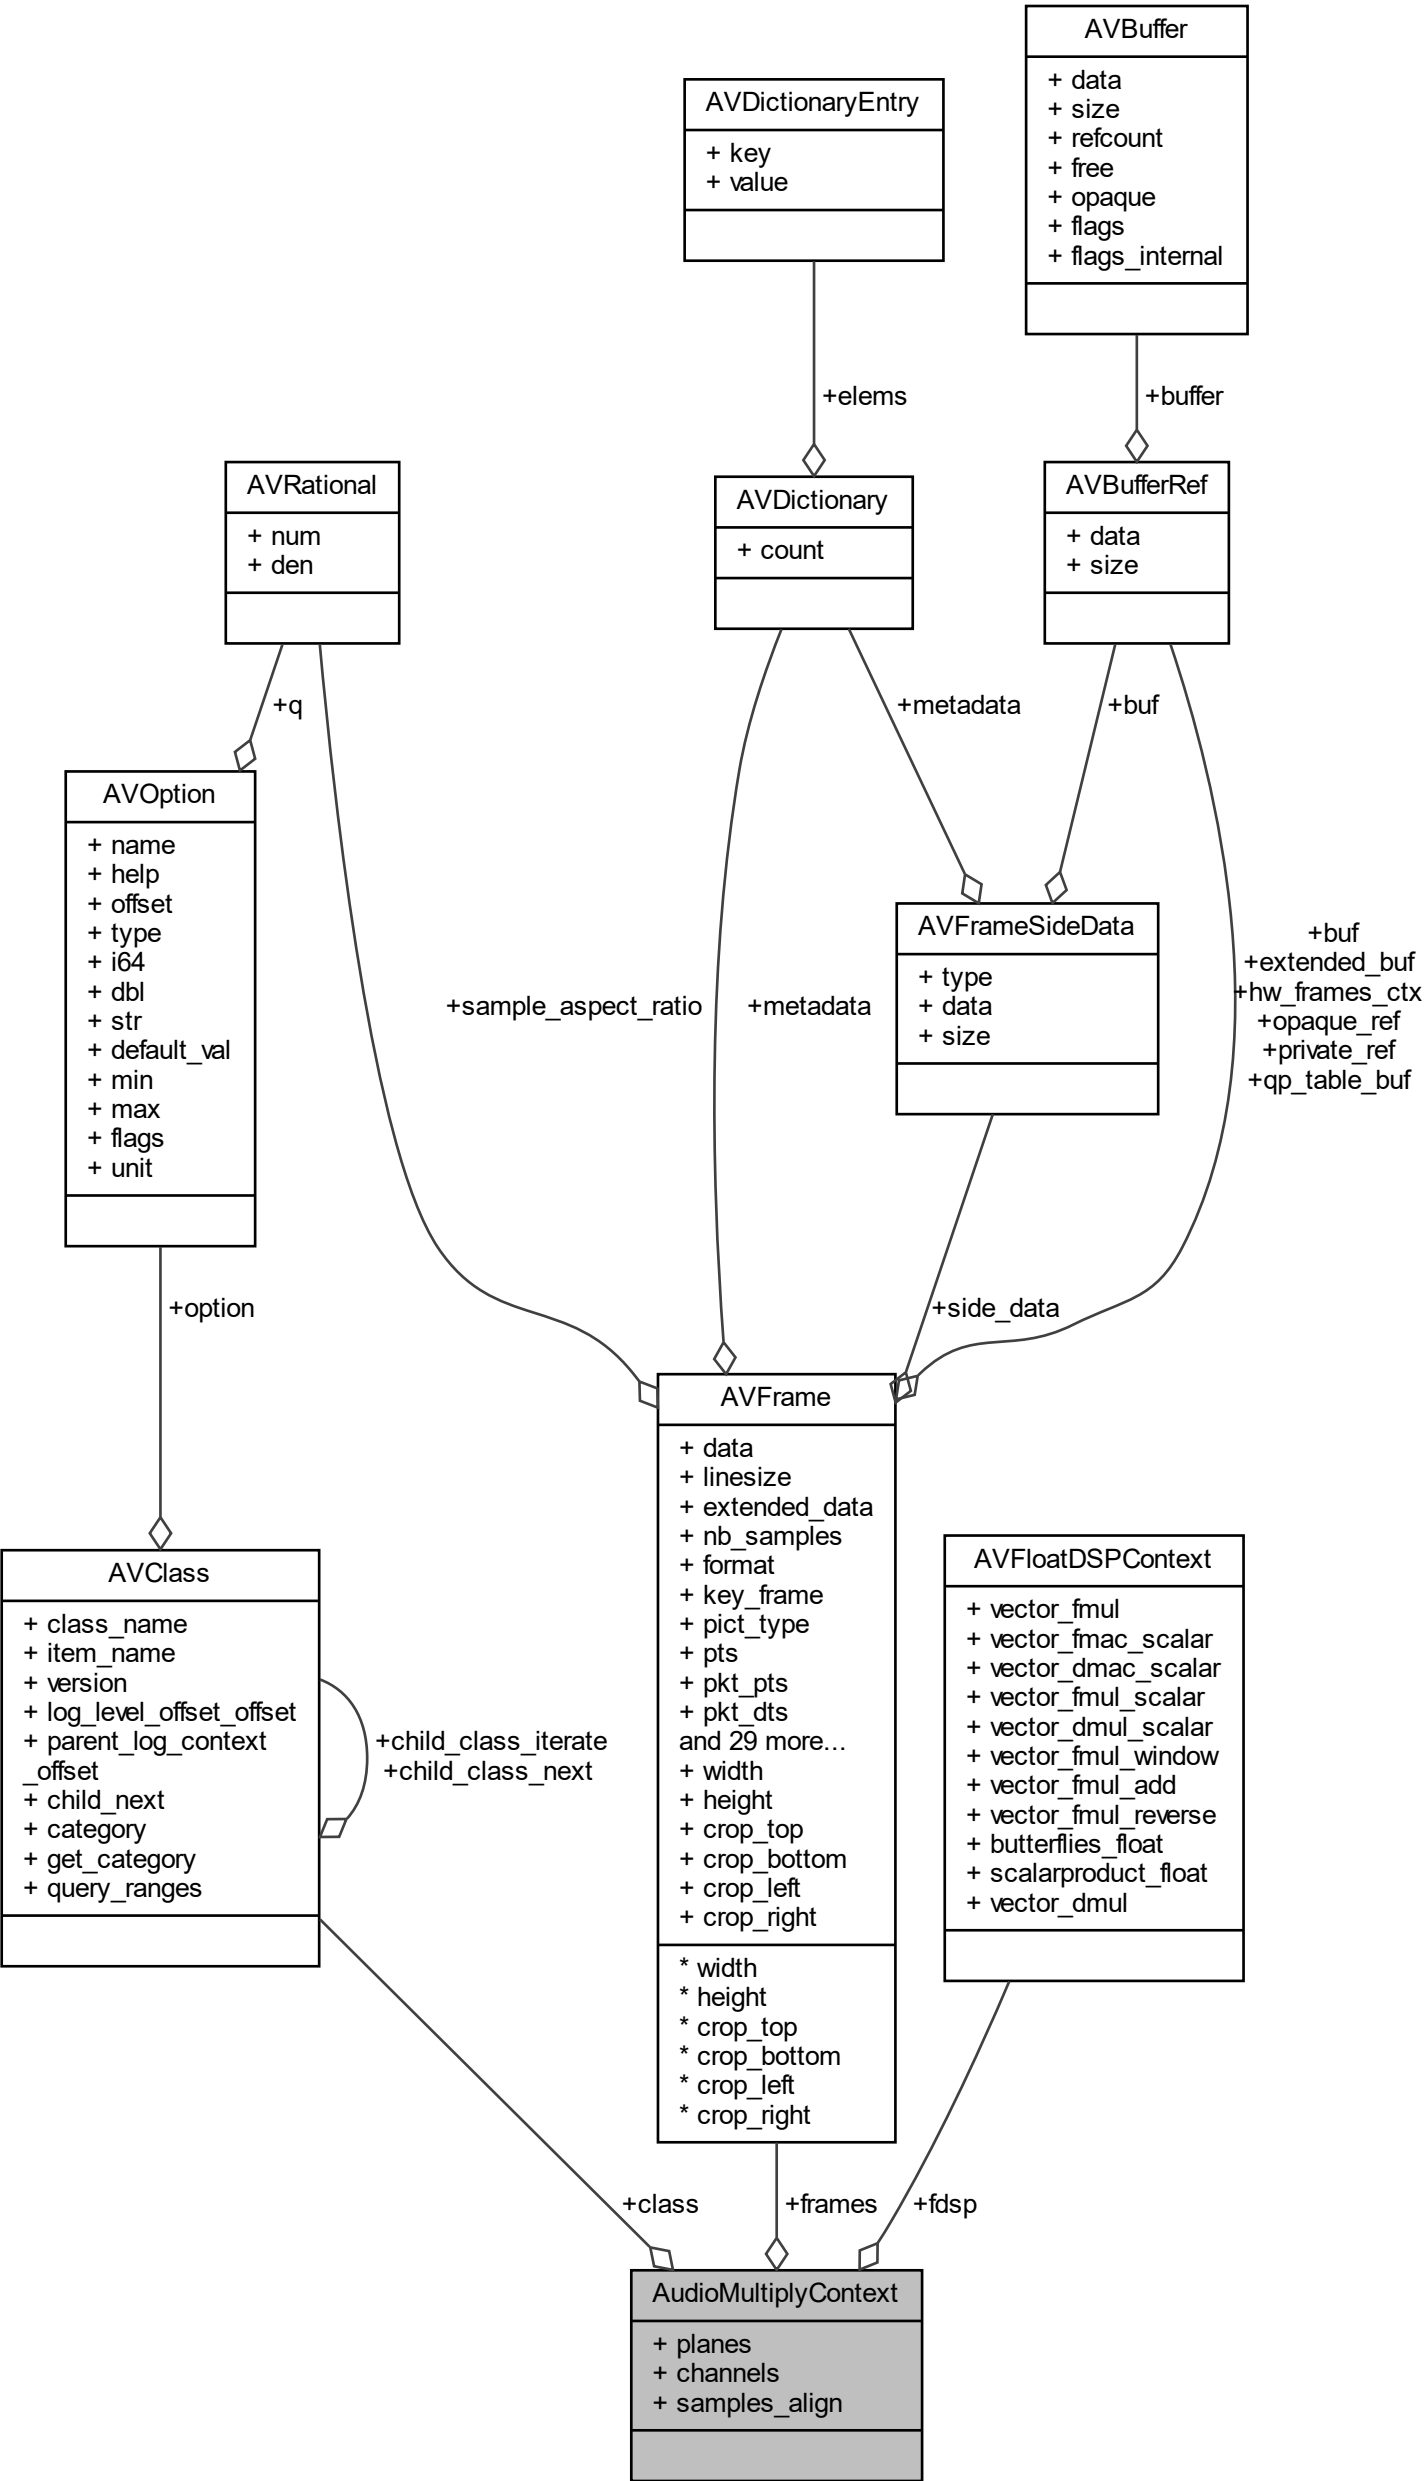 AVBuffer
+ data
+ size
+ refcount
+ free
+ opaque
+ flags
+ flags_internal
AVDictionaryEntry
+ key
+ value
+elems
+buffer
AVRational
+ num
+ den
AVDictionary
+ count
AVBufferRef
+ data
+ size
+q
+metadata
+buf
AVOption
+ name
+ help
+ offset
+ type
+ i64
+ dbl
+ str
+ default_val
+ min
+ max
+ flags
+ unit
AVFrameSideData
+ type
+ data
+ size
+buf
+extended_buf
+hw_frames_ctx
+opaque_ref
+private_ref
+qp_table_buf
+sample_aspect_ratio
+metadata
+option
+side_data
AVFrame
+ data
+ linesize
+ extended_data
+ nb_samples
+ format
+ key_frame
+ pict_type
+ pts
+ pkt_pts
+ pkt_dts
and 29 more...
+ width
+ height
+ crop_top
+ crop_bottom
+ crop_left
+ crop_right
* width
* height
* crop_top
* crop_bottom
* crop_left
* crop_right
AVClass
+ class_name
+ item_name
+ version
+ log_level_offset_offset
+ parent_log_context
_offset
+ child_next
+ category
+ get_category
+ query_ranges
+child_class_iterate
+child_class_next
AVFloatDSPContext
+ vector_fmul
+ vector_fmac_scalar
+ vector_dmac_scalar
+ vector_fmul_scalar
+ vector_dmul_scalar
+ vector_fmul_window
+ vector_fmul_add
+ vector_fmul_reverse
+ butterflies_float
+ scalarproduct_float
+ vector_dmul
+class
+frames
+fdsp
AudioMultiplyContext
+ planes
+ channels
+ samples_align